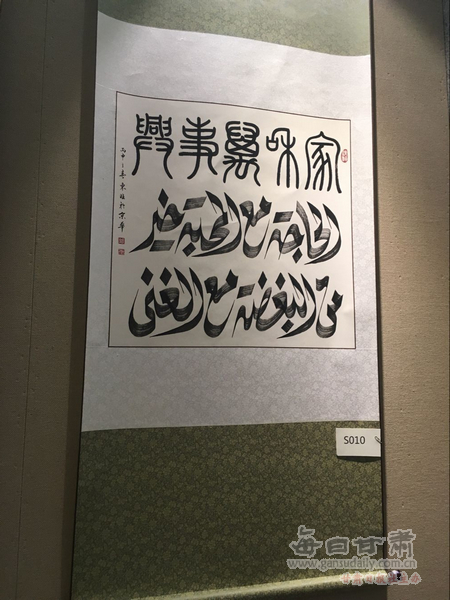 家和萬事興
الحاجة مع المحبة خير
من البغضة مع الغنى
S010
每日甘肃
www.gansudaily.com.cn